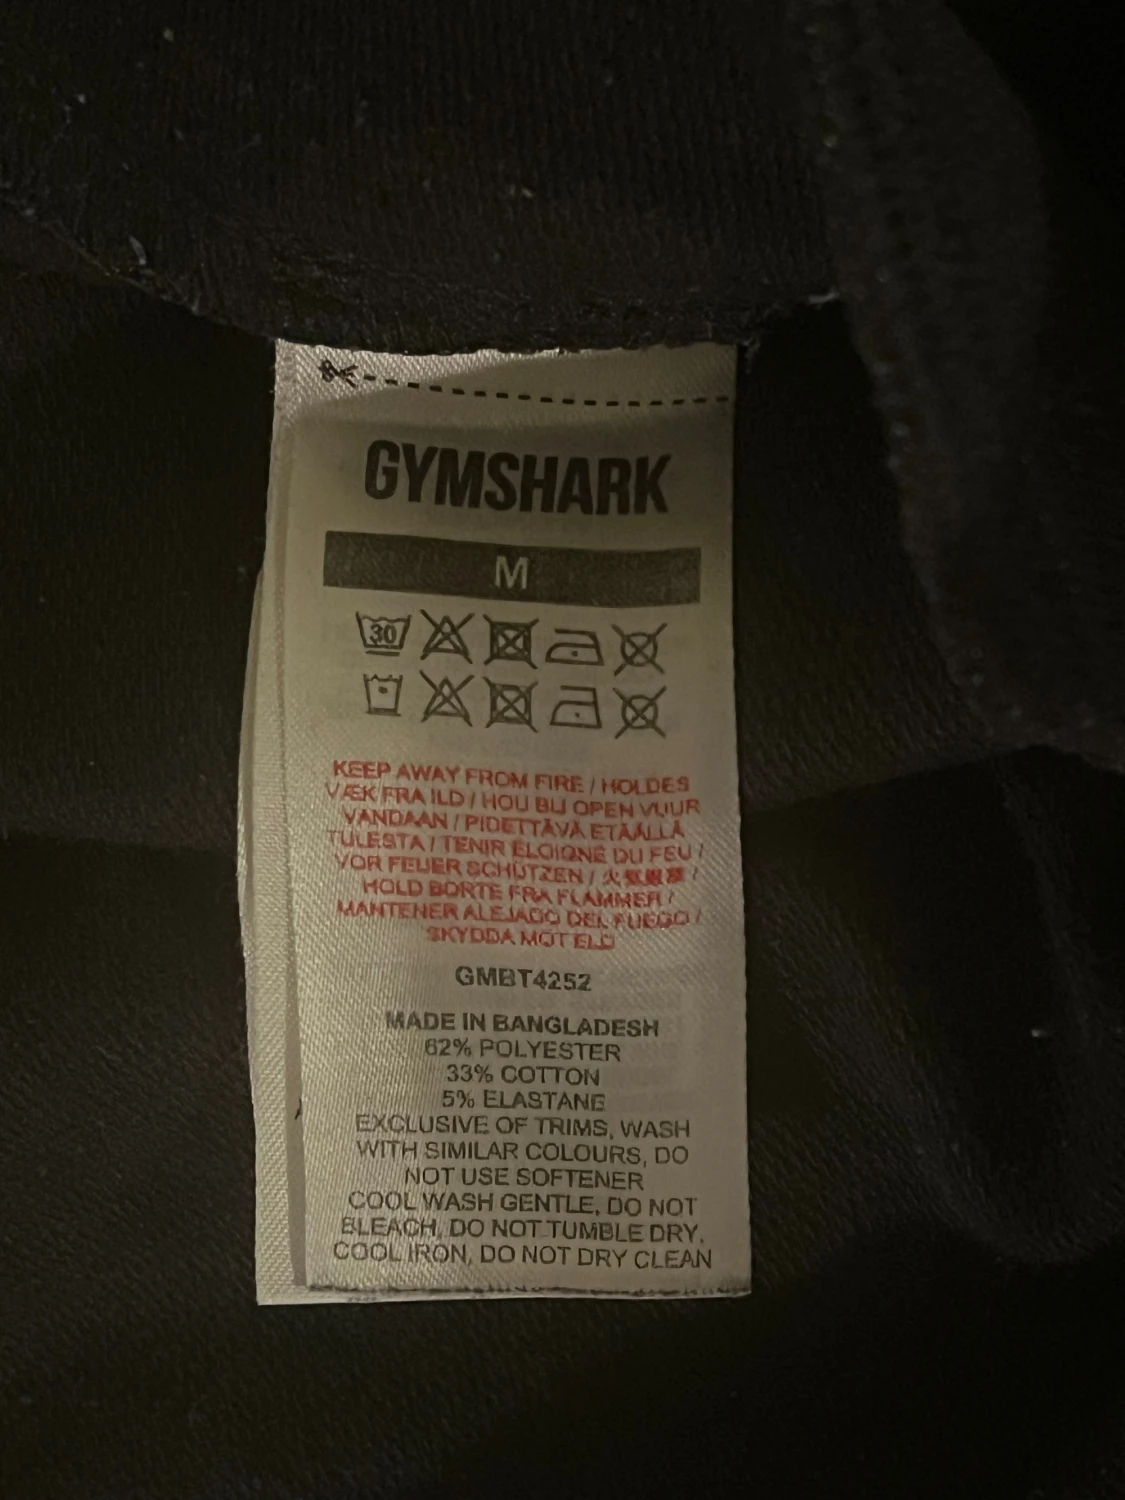 GYMSHARK
M
30
KEEP AWAY FROM FIRE / HOLDES
VÆK FRA ILD / HOU BIJ OPEN VUUR
VANDAAN / PIDETTÄVÄ ETÄÄLLÄ
TULESTA / TENIR ÉLOIGNÉ DU FEU /
VOR FEUER SCHÜTZEN / 火気厳禁 /
HOLD BORTE FRA FLAMMER /
MANTENER ALEJADO DEL FUEGO /
SKYDDA MOT ELD
GMBT4252
MADE IN BANGLADESH
62% POLYESTER
33% COTTON
5% ELASTANE
EXCLUSIVE OF TRIMS, WASH
WITH SIMILAR COLOURS, DO
NOT USE SOFTENER
COOL WASH GENTLE, DO NOT
BLEACH, DO NOT TUMBLE DRY,
COOL IRON, DO NOT DRY CLEAN